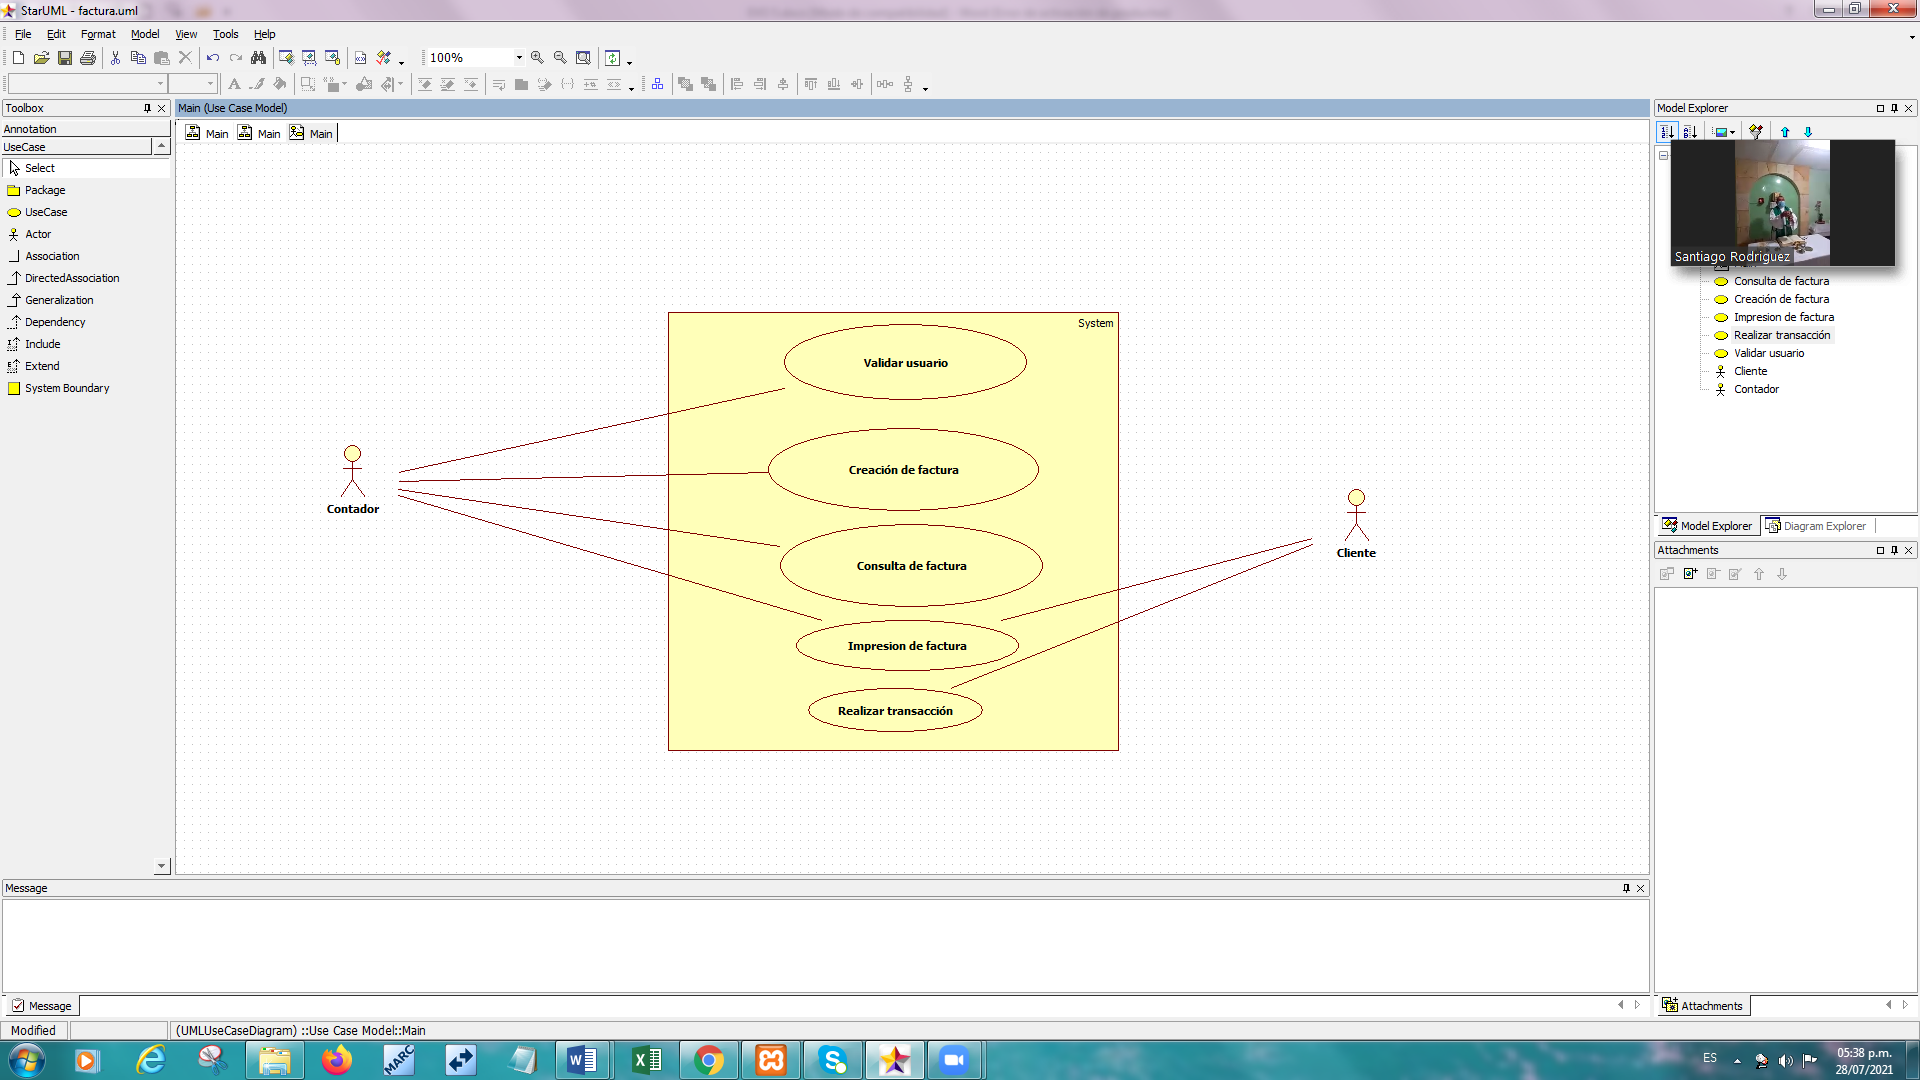 StarUML - factura.uml
File Edit Format Model View Tools Help
100%
Toolbox
Annotation
UseCase
Select
Package
UseCase
Actor
Association
DirectedAssociation
Generalization
Dependency
Include
Extend
System Boundary
Main (Use Case Model)
Main Main Main
System
Validar usuario
Creación de factura
Consulta de factura
Impresion de factura
Realizar transacción
Contador
Cliente
Model Explorer
Santiago Rodriguez
Consulta de factura
Creación de factura
Impresion de factura
Realizar transacción
Validar usuario
Cliente
Contador
Model Explorer Diagram Explorer
Attachments
Attachments
Message
Message
Modified
(UMLUseCaseDiagram) ::Use Case Model::Main
MARC
ES
05:38 p.m.
28/07/2021